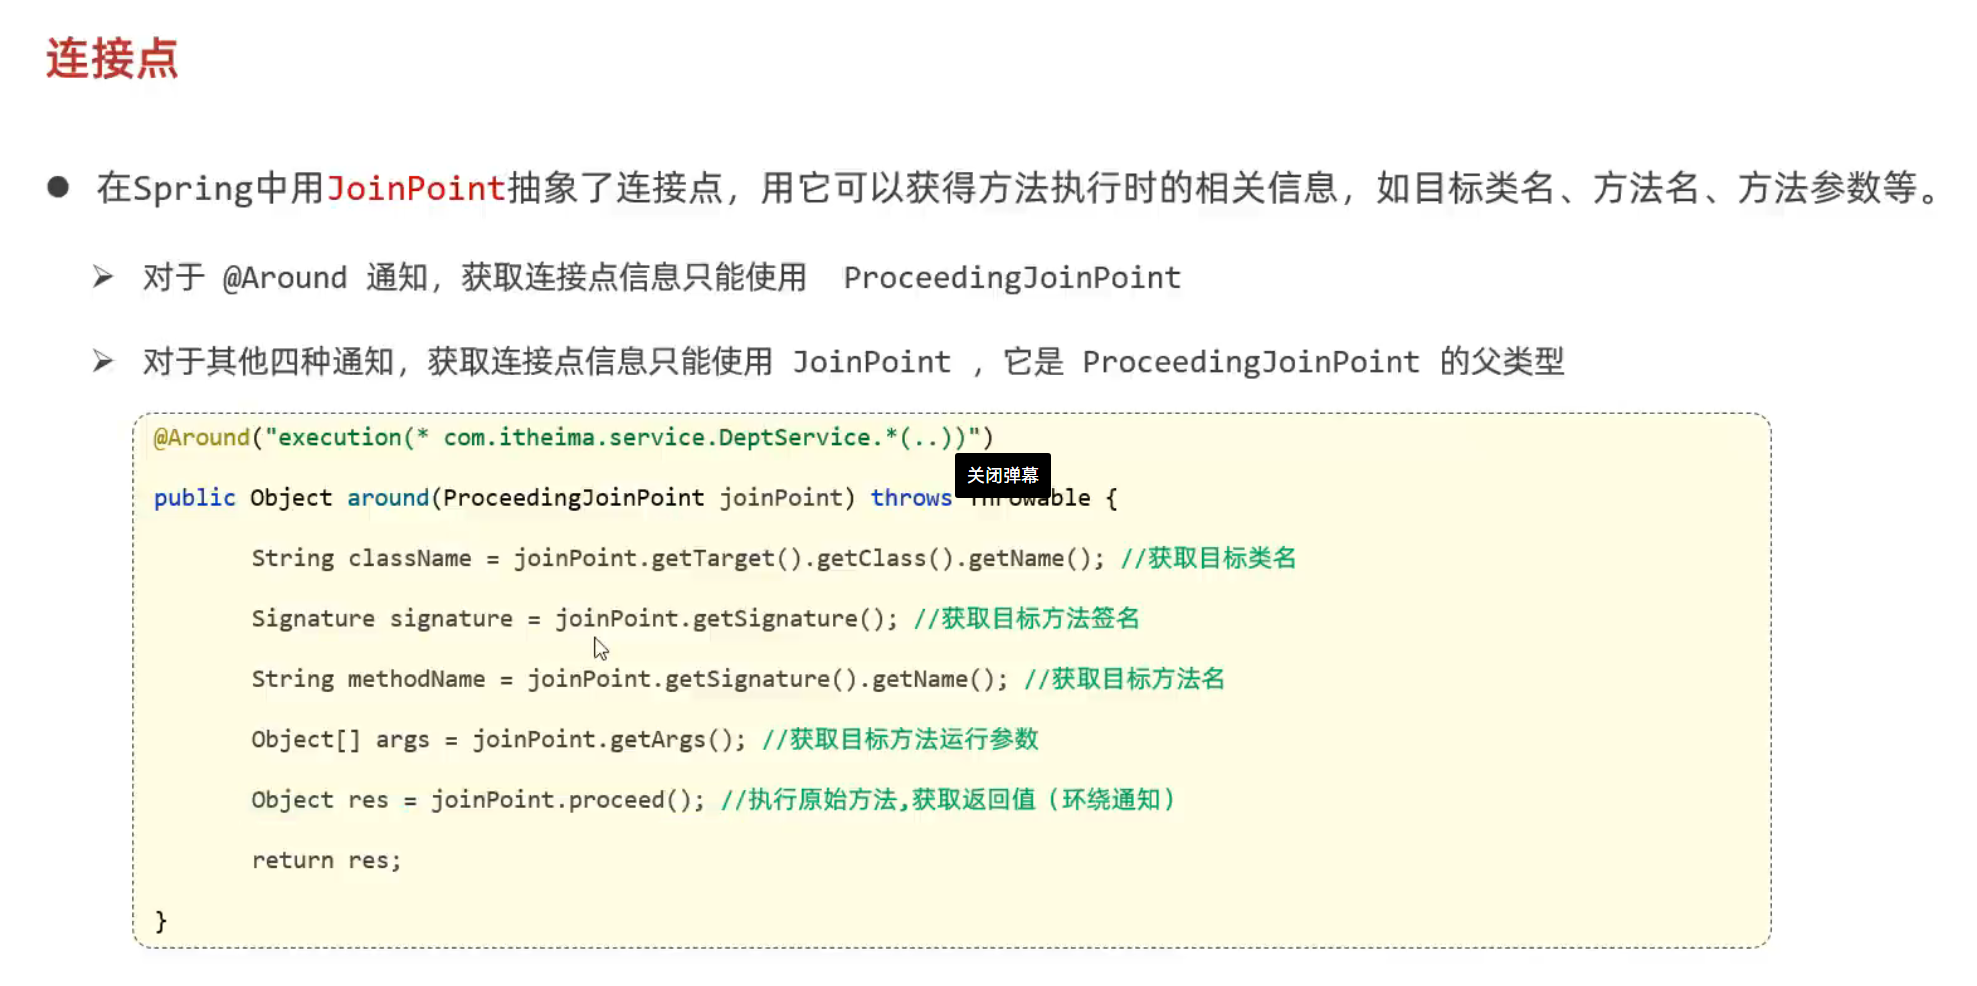 连接点
在Spring中用JoinPoint抽象了连接点，用它可以获得方法执行时的相关信息，如目标类名、方法名、方法参数等。
对于 @Around 通知，获取连接点信息只能使用 ProceedingJoinPoint
对于其他四种通知，获取连接点信息只能使用 JoinPoint ，它是 ProceedingJoinPoint 的父类型
@Around("execution(* com.itheima.service.DeptService.*(..))")
关闭弹幕
public Object around(ProceedingJoinPoint joinPoint) throws Throwable {
String className = joinPoint.getTarget().getClass().getName(); //获取目标类名
Signature signature = joinPoint.getSignature(); //获取目标方法签名
String methodName = joinPoint.getSignature().getName(); //获取目标方法名
Object[] args = joinPoint.getArgs(); //获取目标方法运行参数
Object res = joinPoint.proceed(); //执行原始方法,获取返回值（环绕通知）
return res;
}